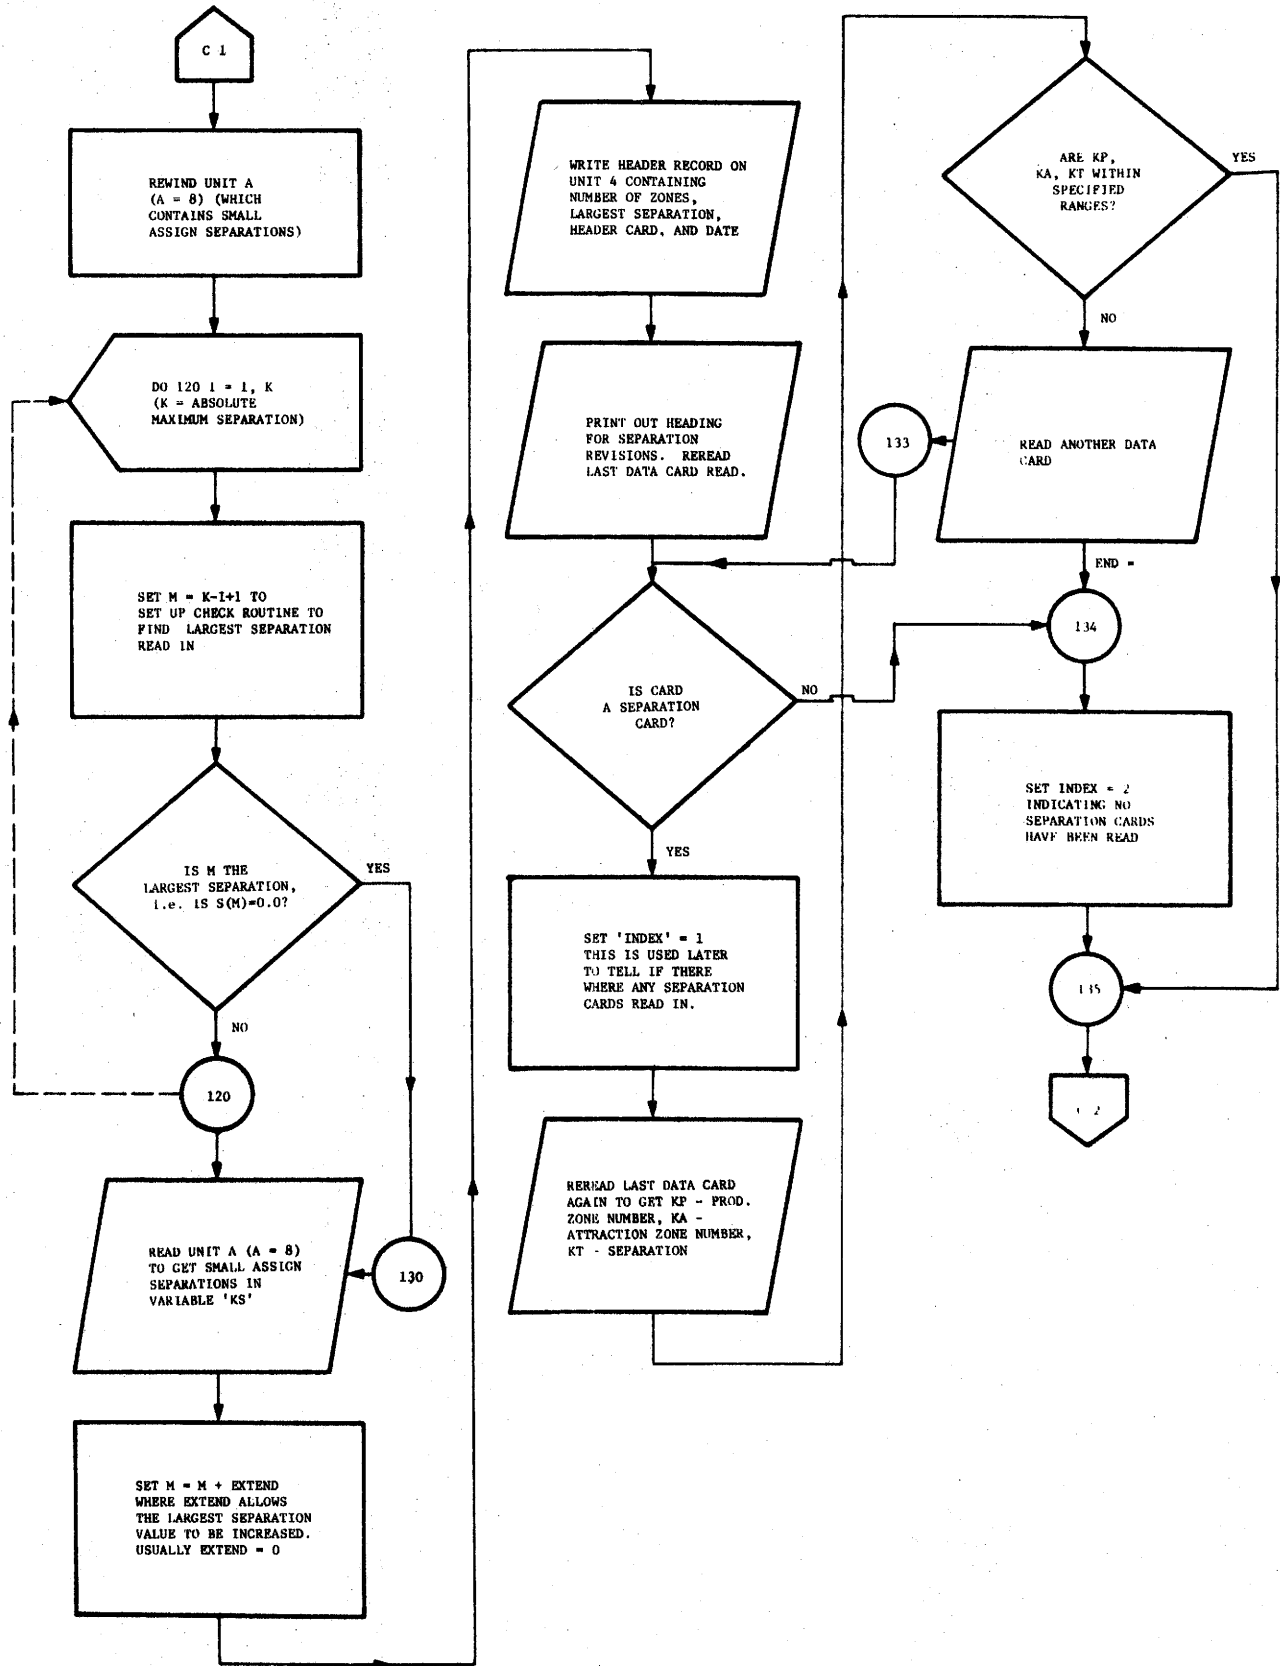 C 1
REWIND UNIT A
(A = 8) (WHICH
CONTAINS SMALL
ASSIGN SEPARATIONS)
DO 120 I = 1, K
(K = ABSOLUTE
MAXIMUM SEPARATION)
SET M = K-I+1 TO
SET UP CHECK ROUTINE TO
FIND LARGEST SEPARATION
READ IN
IS M THE
LARGEST SEPARATION,
i.e. IS S(M)=0.0?
YES
NO
120
READ UNIT A (A = 8)
TO GET SMALL ASSIGN
SEPARATIONS IN
VARIABLE 'KS'
130
SET M = M + EXTEND
WHERE EXTEND ALLOWS
THE LARGEST SEPARATION
VALUE TO BE INCREASED.
USUALLY EXTEND = 0
WRITE HEADER RECORD ON
UNIT 4 CONTAINING
NUMBER OF ZONES,
LARGEST SEPARATION,
HEADER CARD, AND DATE
PRINT OUT HEADING
FOR SEPARATION
REVISIONS. REREAD
LAST DATA CARD READ.
IS CARD
A SEPARATION
CARD?
NO
YES
SET 'INDEX' = 1
THIS IS USED LATER
TO TELL IF THERE
WHERE ANY SEPARATION
CARDS READ IN.
REREAD LAST DATA CARD
AGAIN TO GET KP - PROD.
ZONE NUMBER, KA -
ATTRACTION ZONE NUMBER,
KT - SEPARATION
ARE KP,
KA, KT WITHIN
SPECIFIED
RANGES?
YES
NO
133
READ ANOTHER DATA
CARD
END =
134
SET INDEX = 2
INDICATING NO
SEPARATION CARDS
HAVE BEEN READ
135
2